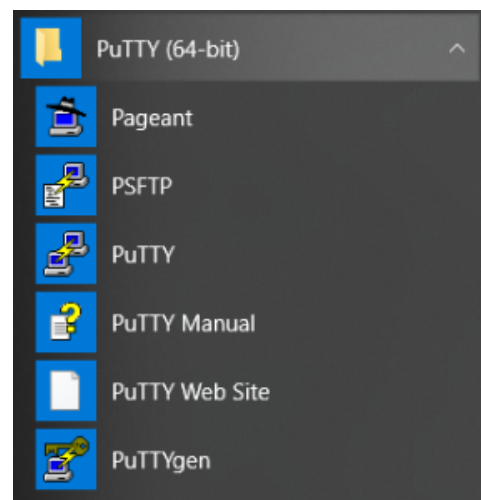 PuTTY (64-bit)
Pageant
PSFTP
PuTTY
PuTTY Manual
PuTTY Web Site
PuTTYgen